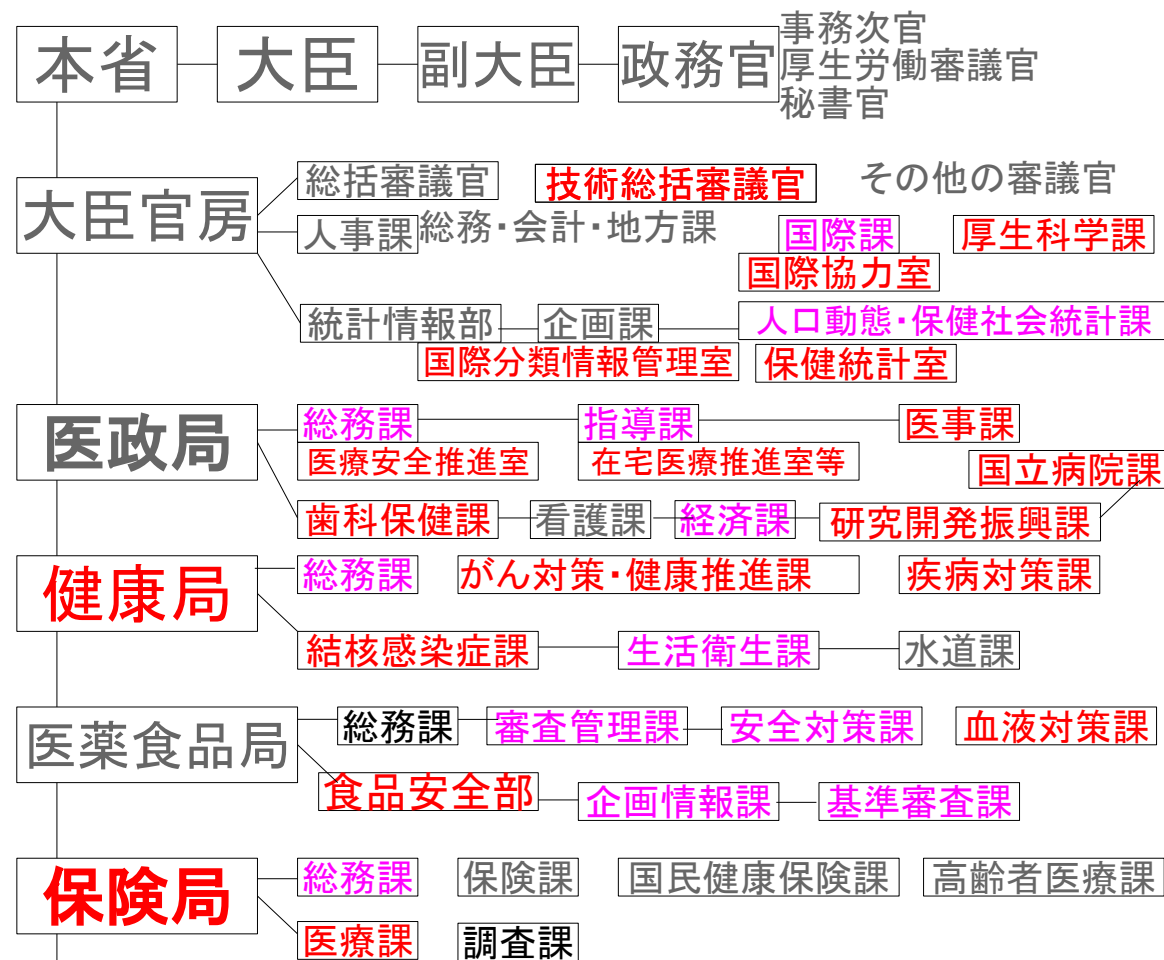 本省 大臣 副大臣 政務官
事務次官
厚生労働審議官
秘書官
大臣官房
総括審議官 技術総括審議官 その他の審議官
人事課 総務・会計・地方課 国際課 厚生科学課
国際協力室
統計情報部 企画課 人口動態・保健社会統計課
国際分類情報管理室 保健統計室
医政局
総務課 指導課 医事課
医療安全推進室 在宅医療推進室等 国立病院課
歯科保健課 看護課 経済課 研究開発振興課
健康局
総務課 がん対策・健康推進課 疾病対策課
結核感染症課 生活衛生課 水道課
医薬食品局
総務課 審査管理課 安全対策課 血液対策課
食品安全部 企画情報課 基準審査課
保険局
総務課 保険課 国民健康保険課 高齢者医療課
医療課 調査課